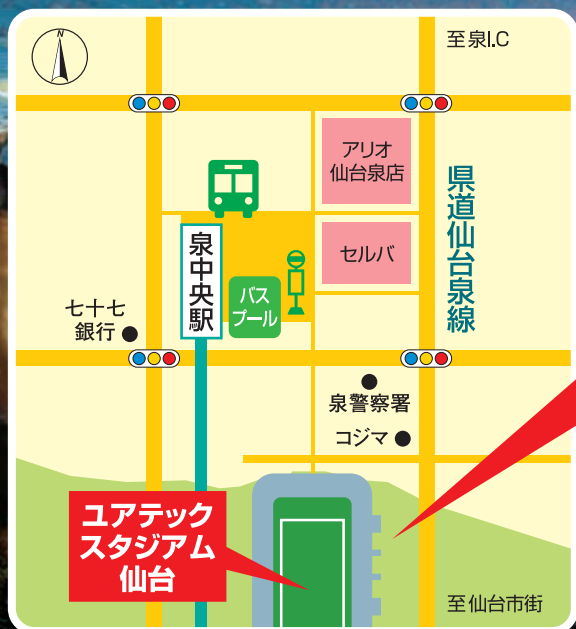 N
至泉I.C
アリオ
仙台泉店
県道仙台泉線
セルバ
泉中央駅
バス
プール
七十七
銀行
泉警察署
コジマ
ユアテック
スタジアム
仙台
至仙台市街